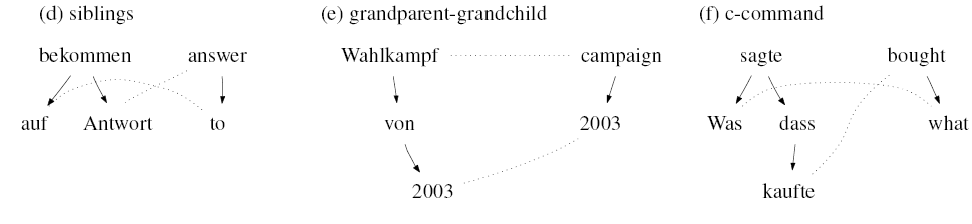 (d) siblings (e) grandparent-grandchild (f) c-command
bekommen answer Wahlkampf campaign sagte bought
auf Antwort to von 2003 Was dass what
2003 kaufte